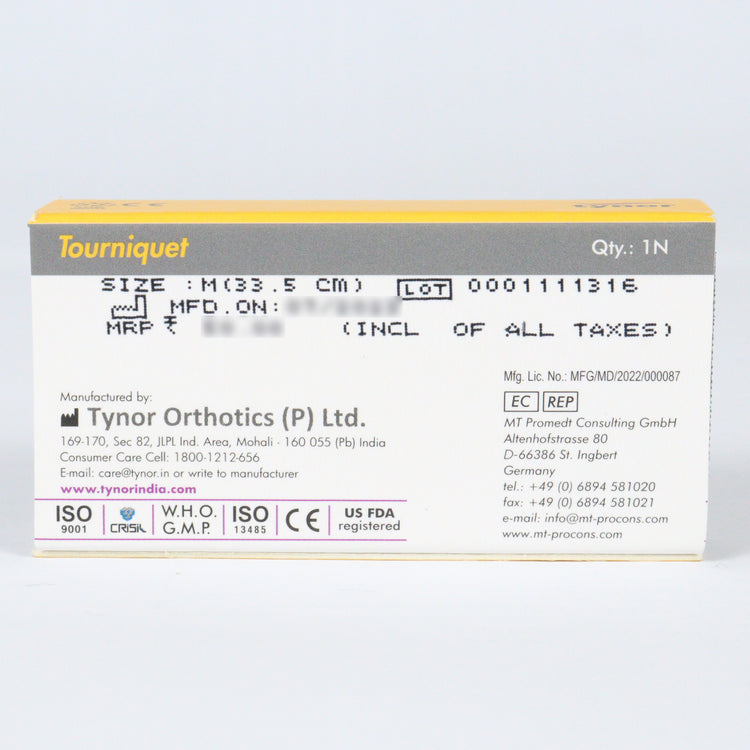 tynor
Tourniquet
Qty.: 1N
SIZE : M(33.5 CM) LOT 0001111316
MFD.ON:
MRP ₹ (INCL OF ALL TAXES)
Mfg. Lic. No.: MFG/MD/2022/000087
Manufactured by:
Tynor Orthotics (P) Ltd.
169-170, Sec 82, JLPL Ind. Area, Mohali - 160 055 (Pb) India
Consumer Care Cell: 1800-1212-656
E-mail: care@tynor.in or write to manufacturer
www.tynorindia.com
EC REP
MT Promedt Consulting GmbH
Altenhofstrasse 80
D-66386 St. Ingbert
Germany
tel.: +49 (0) 6894 581020
fax: +49 (0) 6894 581021
e-mail: info@mt-procons.com
www.mt-procons.com
ISO 9001
CRISIL
W.H.O.
G.M.P.
ISO 13485
CE
US FDA
registered